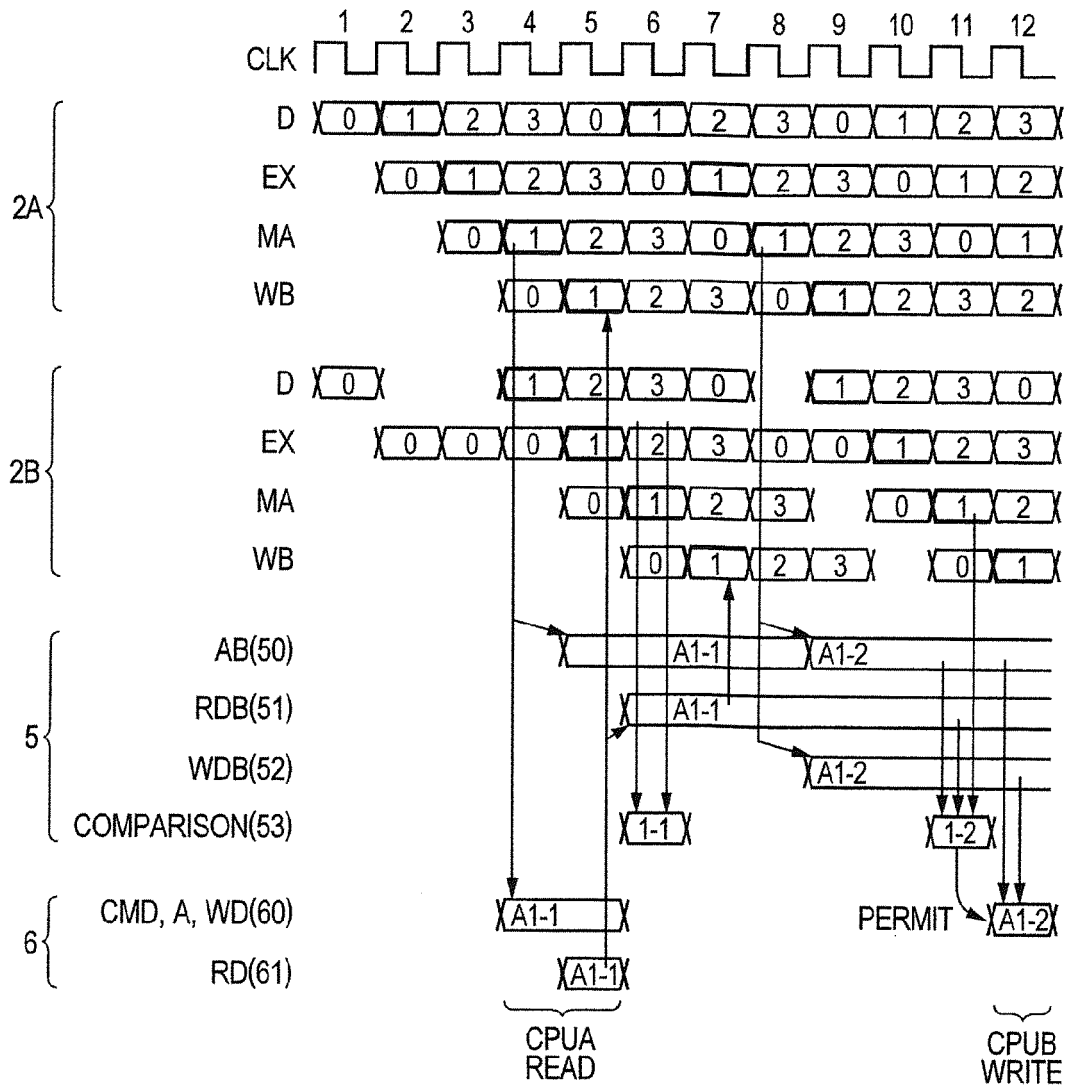 1 2 3 4 5 6 7 8 9 10 11 12
CLK
2A
D 0 1 2 3 0 1 2 3 0 1 2 3
EX 0 1 2 3 0 1 2 3 0 1 2
MA 0 1 2 3 0 1 2 3 0 1
WB 0 1 2 3 0 1 2 3 2
2B
D 0 1 2 3 0 1 2 3 0
EX 0 0 0 1 2 3 0 0 1 2 3
MA 0 1 2 3 0 1 2
WB 0 1 2 3 0 1
5
AB(50) A1-1 A1-2
RDB(51) A1-1
WDB(52) A1-2
COMPARISON(53) 1-1 1-2
6
CMD, A, WD(60) A1-1 PERMIT A1-2
RD(61) A1-1
CPUA
READ
CPUB
WRITE